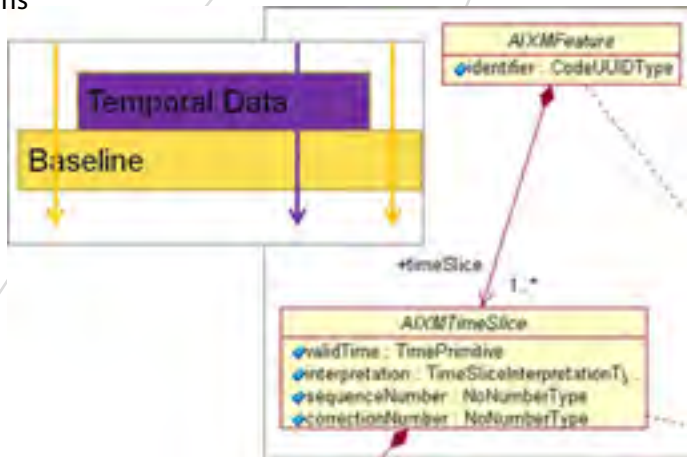 ns
Temporal Data
Baseline
AIXMFeature
identifier : CodeUUIDType
+timeSlice
1..*
AIXMTimeSlice
validTime : TimePrimitive
interpretation : TimeSliceInterpretationT
sequenceNumber : NoNumberType
correctionNumber : NoNumberType